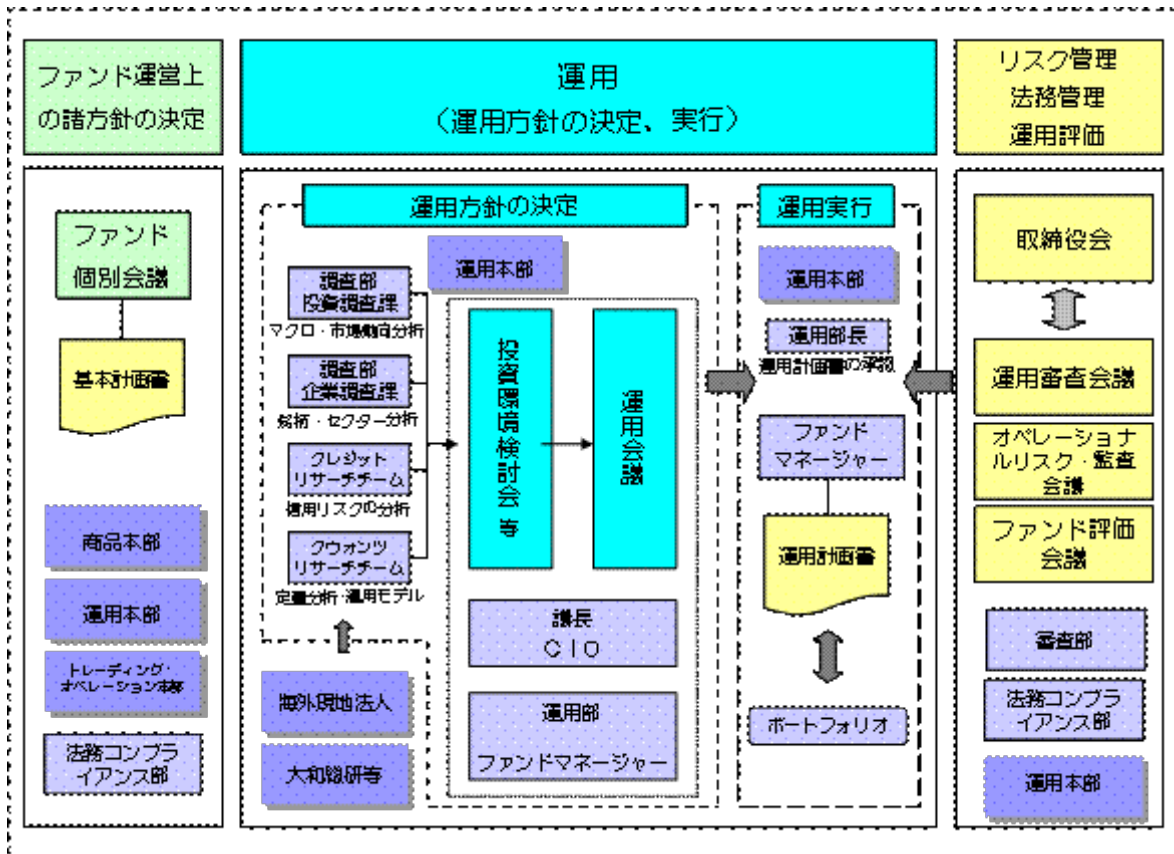 ファンド運営上
の諸方針の決定
運用
（運用方針の決定、実行）
リスク管理
法務管理
運用評価
ファンド
個別会議
基本計画書
商品本部
運用本部
トレーディング・
オペレーション本部
法務コンプラ
イアンス部
運用方針の決定
運用本部
調査部
投資調査課
マクロ・市場動向分析
調査部
企業調査課
銘柄・セクター分析
クレジット
リサーチチーム
信用リスクの分析
クウォンツ
リサーチチーム
定量分析・運用モデル
海外現地法人
大和総研等
投資環境検討会 等
運用会議
議長
ＣＩＯ
運用部
ファンドマネージャー
運用実行
運用本部
運用部長
運用計画書の承認
ファンド
マネージャー
運用計画書
ポートフォリオ
取締役会
運用審査会議
オペレーショナ
ルリスク・監査
会議
ファンド評価
会議
審査部
法務コンプラ
イアンス部
運用本部